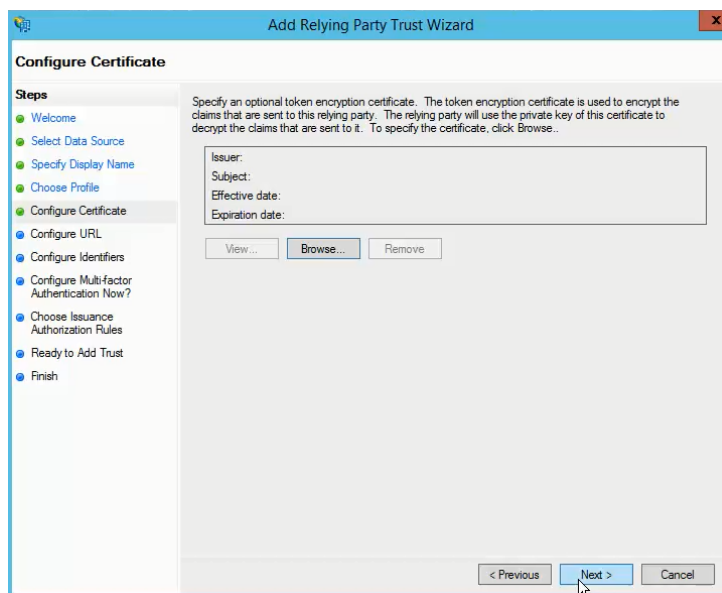 Add Relying Party Trust Wizard
x
Configure Certificate
Steps
Welcome
Select Data Source
Specify Display Name
Choose Profile
Configure Certificate
Configure URL
Configure Identifiers
Configure Multi-factor
Authentication Now?
Choose Issuance
Authorization Rules
Ready to Add Trust
Finish
Specify an optional token encryption certificate. The token encryption certificate is used to encrypt the
claims that are sent to this relying party. The relying party will use the private key of this certificate to
decrypt the claims that are sent to it. To specify the certificate, click Browse..
Issuer:
Subject:
Effective date:
Expiration date:
View... Browse... Remove
< Previous Next > Cancel